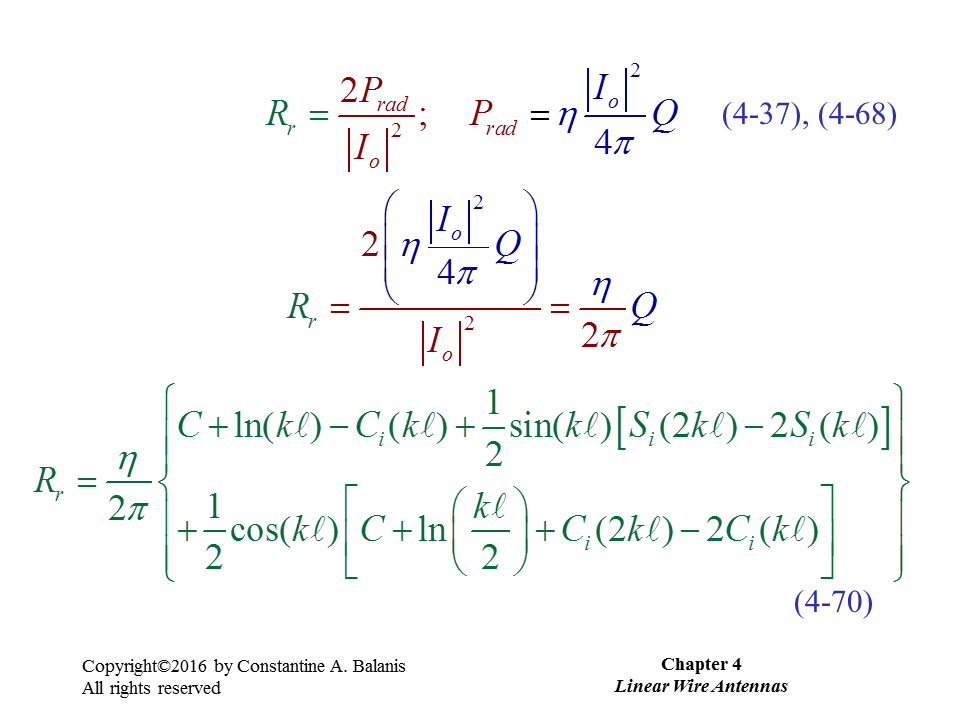 R_r = 2P_rad / |I_o|^2 ; P_rad = η |I_o|^2 / 4π Q (4-37), (4-68)
R_r = 2(η |I_o|^2 / 4π Q) / |I_o|^2 = η / 2π Q
R_r = η / 2π { C + ln(kℓ) − C_i(kℓ) + 1/2 sin(kℓ)[S_i(2kℓ) − 2S_i(kℓ)]
+ 1/2 cos(kℓ)[C + ln(kℓ/2) + C_i(2kℓ) − 2C_i(kℓ)] }
(4-70)
Copyright©2016 by Constantine A. Balanis
All rights reserved
Chapter 4
Linear Wire Antennas